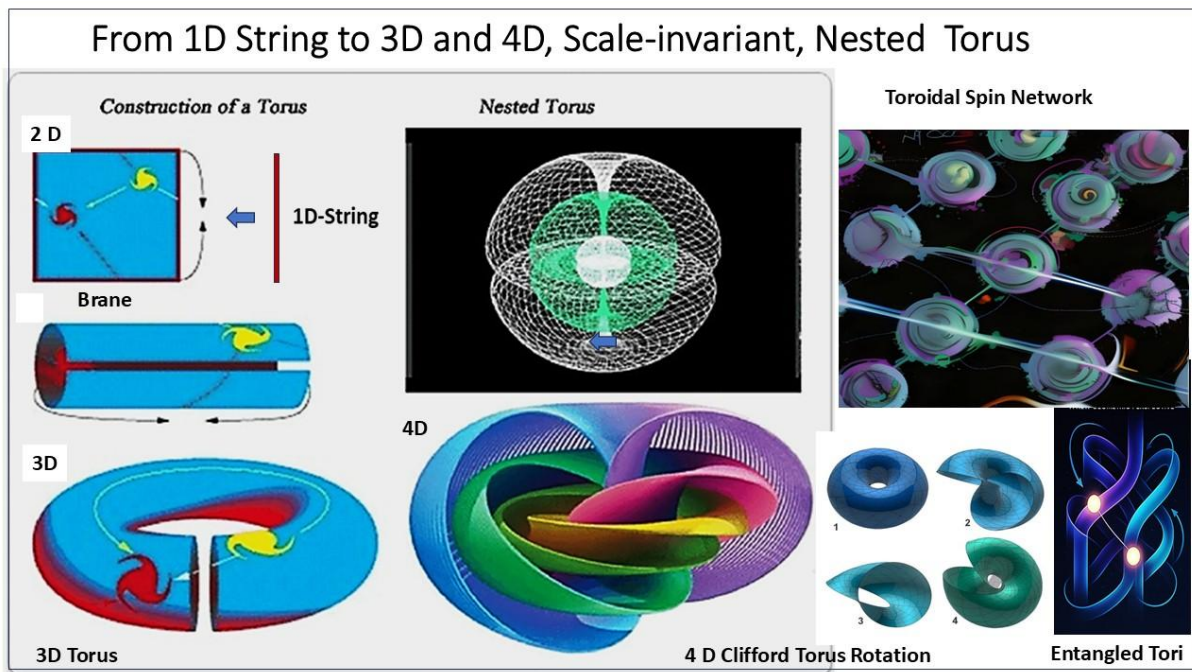 From 1D String to 3D and 4D, Scale-invariant, Nested Torus
Construction of a Torus
Nested Torus
Toroidal Spin Network
2 D
1D-String
Brane
3D
4D
1
2
3
4
3D Torus
4 D Clifford Torus Rotation
Entangled Tori